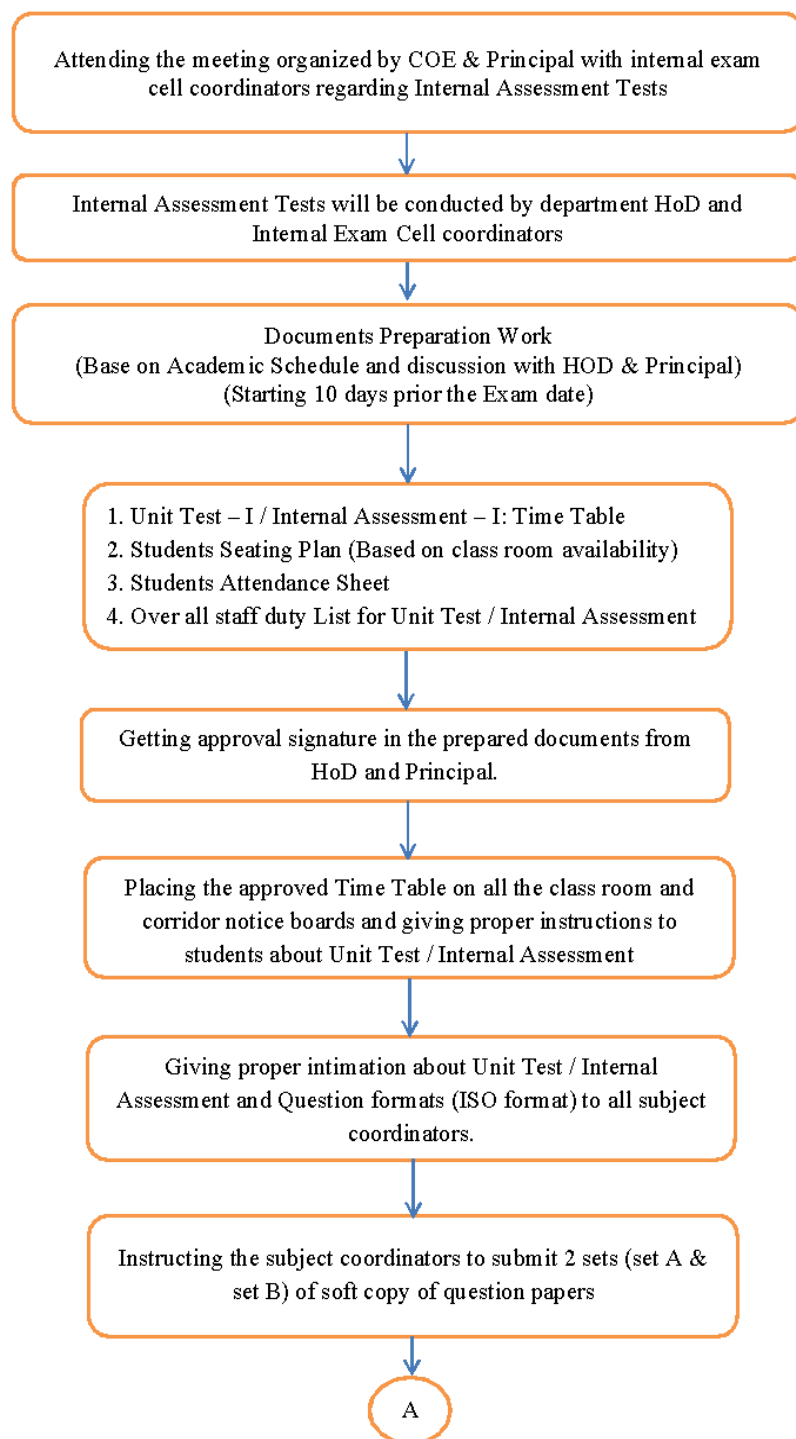 Attending the meeting organized by COE & Principal with internal exam
cell coordinators regarding Internal Assessment Tests
Internal Assessment Tests will be conducted by department HoD and
Internal Exam Cell coordinators
Documents Preparation Work
(Base on Academic Schedule and discussion with HOD & Principal)
(Starting 10 days prior the Exam date)
1. Unit Test – I / Internal Assessment – I: Time Table
2. Students Seating Plan (Based on class room availability)
3. Students Attendance Sheet
4. Over all staff duty List for Unit Test / Internal Assessment
Getting approval signature in the prepared documents from
HoD and Principal.
Placing the approved Time Table on all the class room and
corridor notice boards and giving proper instructions to
students about Unit Test / Internal Assessment
Giving proper intimation about Unit Test / Internal
Assessment and Question formats (ISO format) to all subject
coordinators.
Instructing the subject coordinators to submit 2 sets (set A &
set B) of soft copy of question papers
A